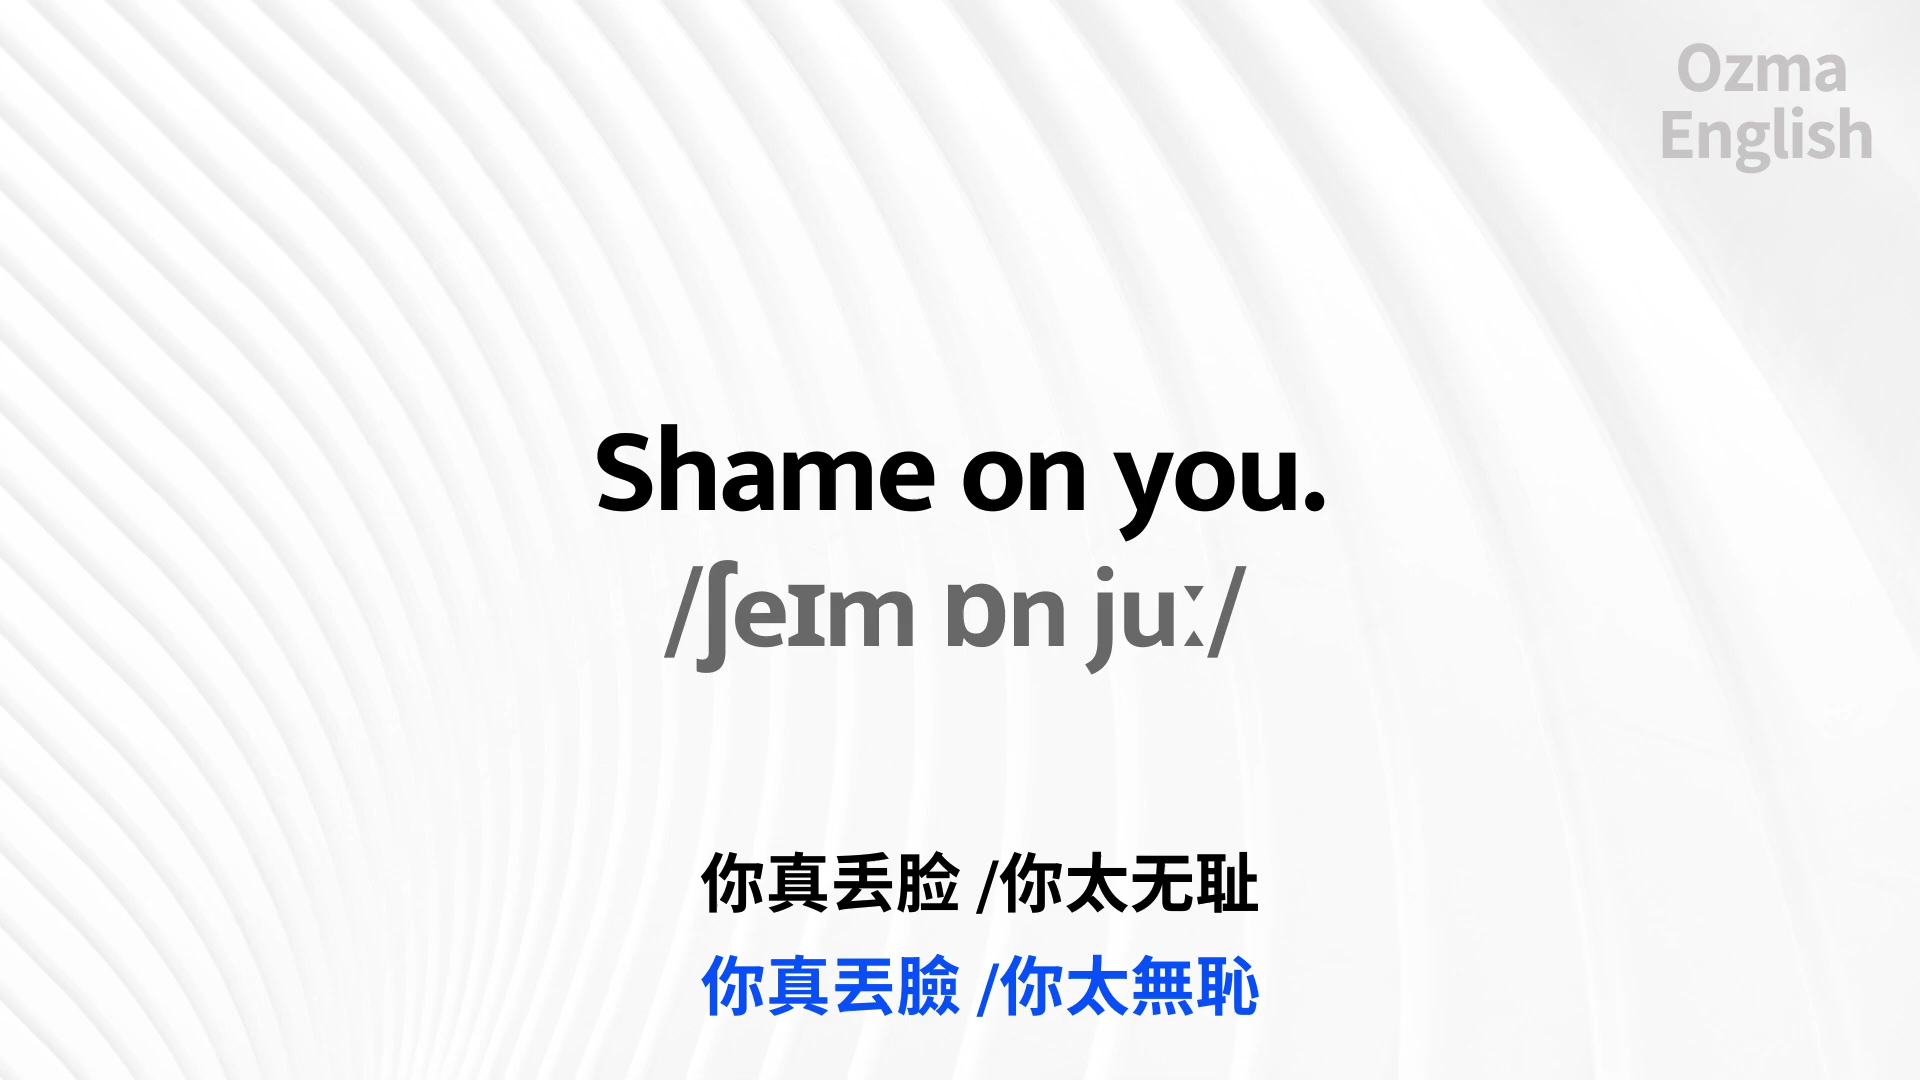 Ozma
English
Shame on you.
/ʃeɪm ɒn juː/
你真丢脸 /你太无耻
你真丟臉 /你太無恥